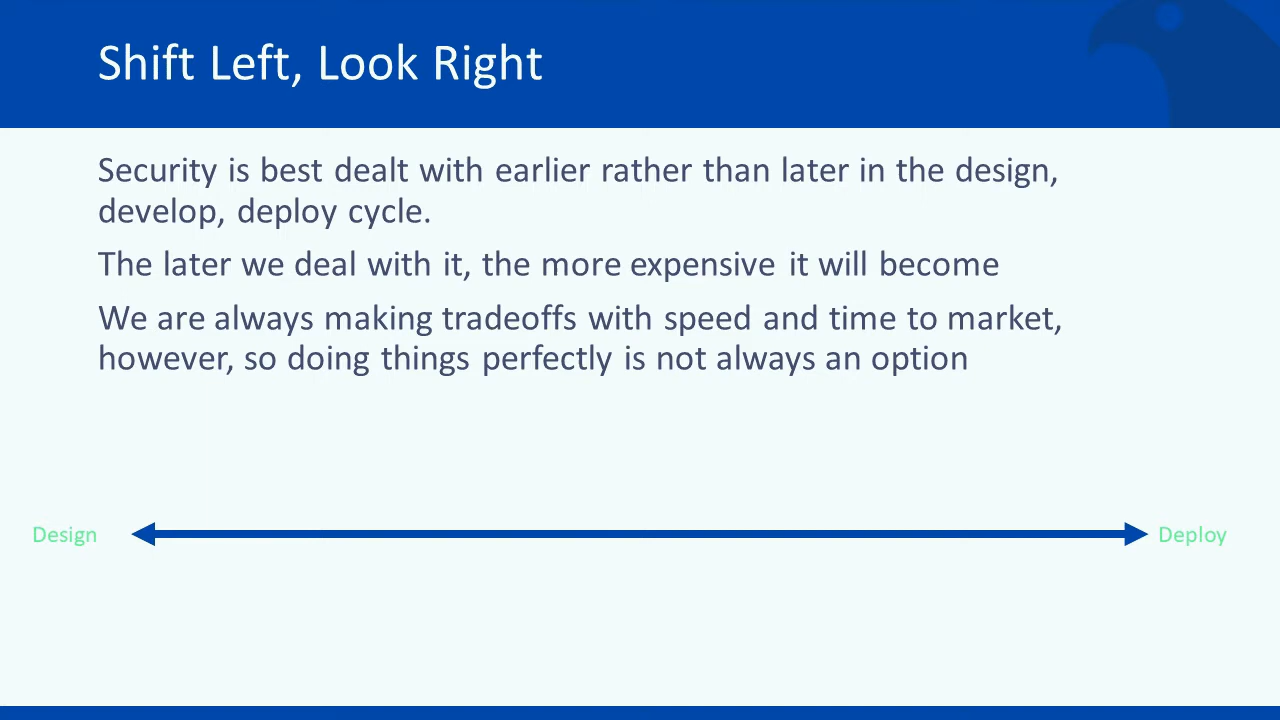 Shift Left, Look Right
Security is best dealt with earlier rather than later in the design,
develop, deploy cycle.
The later we deal with it, the more expensive it will become
We are always making tradeoffs with speed and time to market,
however, so doing things perfectly is not always an option
Design
Deploy